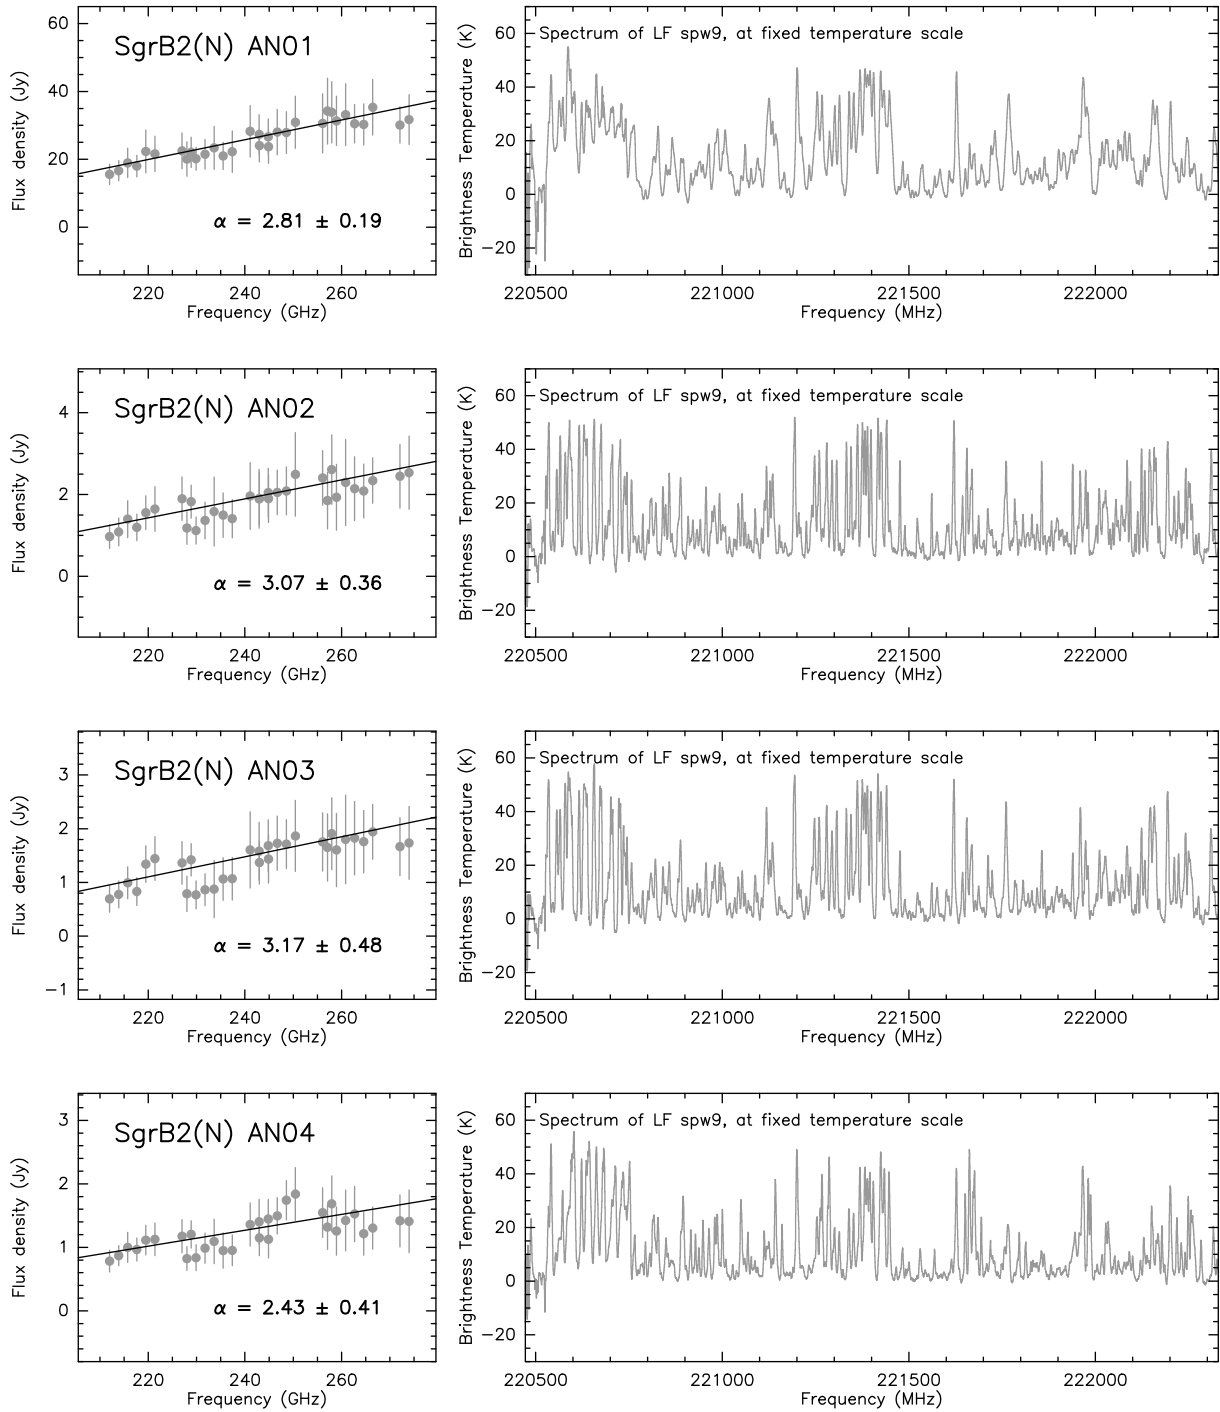 SgrB2(N) AN01
Flux density (Jy)
60
40
20
0
α = 2.81 ± 0.19
220 240 260
Frequency (GHz)
Spectrum of LF spw9, at fixed temperature scale
Brightness Temperature (K)
60
40
20
0
−20
220500 221000 221500 222000
Frequency (MHz)
SgrB2(N) AN02
Flux density (Jy)
4
2
0
α = 3.07 ± 0.36
220 240 260
Frequency (GHz)
Spectrum of LF spw9, at fixed temperature scale
Brightness Temperature (K)
60
40
20
0
−20
220500 221000 221500 222000
Frequency (MHz)
SgrB2(N) AN03
Flux density (Jy)
3
2
1
0
−1
α = 3.17 ± 0.48
220 240 260
Frequency (GHz)
Spectrum of LF spw9, at fixed temperature scale
Brightness Temperature (K)
60
40
20
0
−20
220500 221000 221500 222000
Frequency (MHz)
SgrB2(N) AN04
Flux density (Jy)
3
2
1
0
α = 2.43 ± 0.41
220 240 260
Frequency (GHz)
Spectrum of LF spw9, at fixed temperature scale
Brightness Temperature (K)
60
40
20
0
−20
220500 221000 221500 222000
Frequency (MHz)